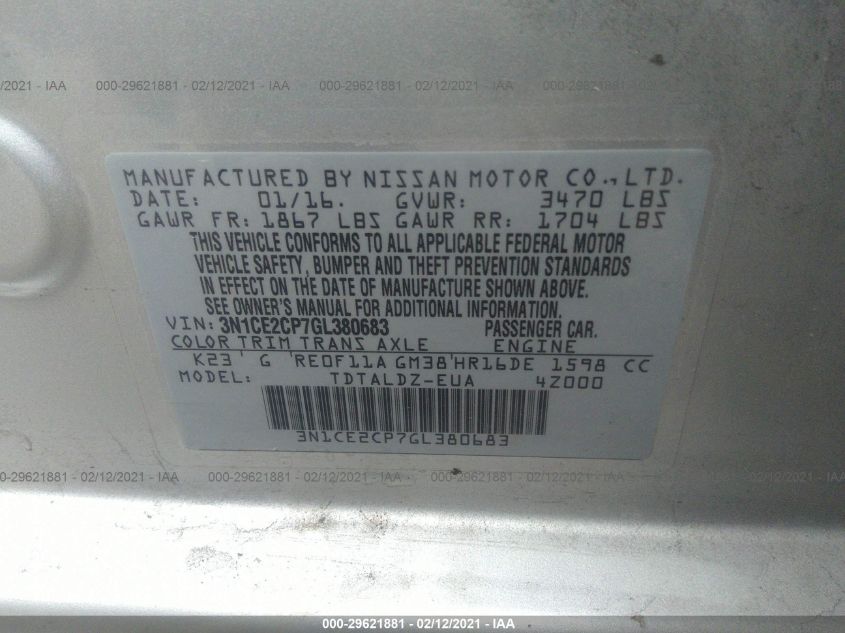 /2021 - IAA 000-29621881 - 02/12/2021 - IAA 000-29621881 - 02/12/2021 - IAA 000-29621881 - 02/12/2021 - IAA 000-29621881 - 02/12/
MANUFACTURED BY NISSAN MOTOR CO., LTD.
DATE: 01/16. GVWR: 3470 LBS
GAWR FR: 1867 LBS GAWR RR: 1704 LBS
THIS VEHICLE CONFORMS TO ALL APPLICABLE FEDERAL MOTOR
VEHICLE SAFETY, BUMPER AND THEFT PREVENTION STANDARDS
IN EFFECT ON THE DATE OF MANUFACTURE SHOWN ABOVE.
SEE OWNER'S MANUAL FOR ADDITIONAL INFORMATION.
VIN: 3N1CE2CP7GL380683 PASSENGER CAR.
COLOR TRIM TRANS AXLE ENGINE
K23 G RE0F11A GM38 HR16DE 1598 CC
MODEL: TDTALDZ-EUA 4Z000
3N1CE2CP7GL380683
0-29621881 - 02/12/2021 - IAA 000-29621881 - 02/12/2021 - IAA 000-29621881 - 02/12/2021 - IAA 000-29621881 - 02/12/2021
000-29621881 - 02/12/2021 - IAA